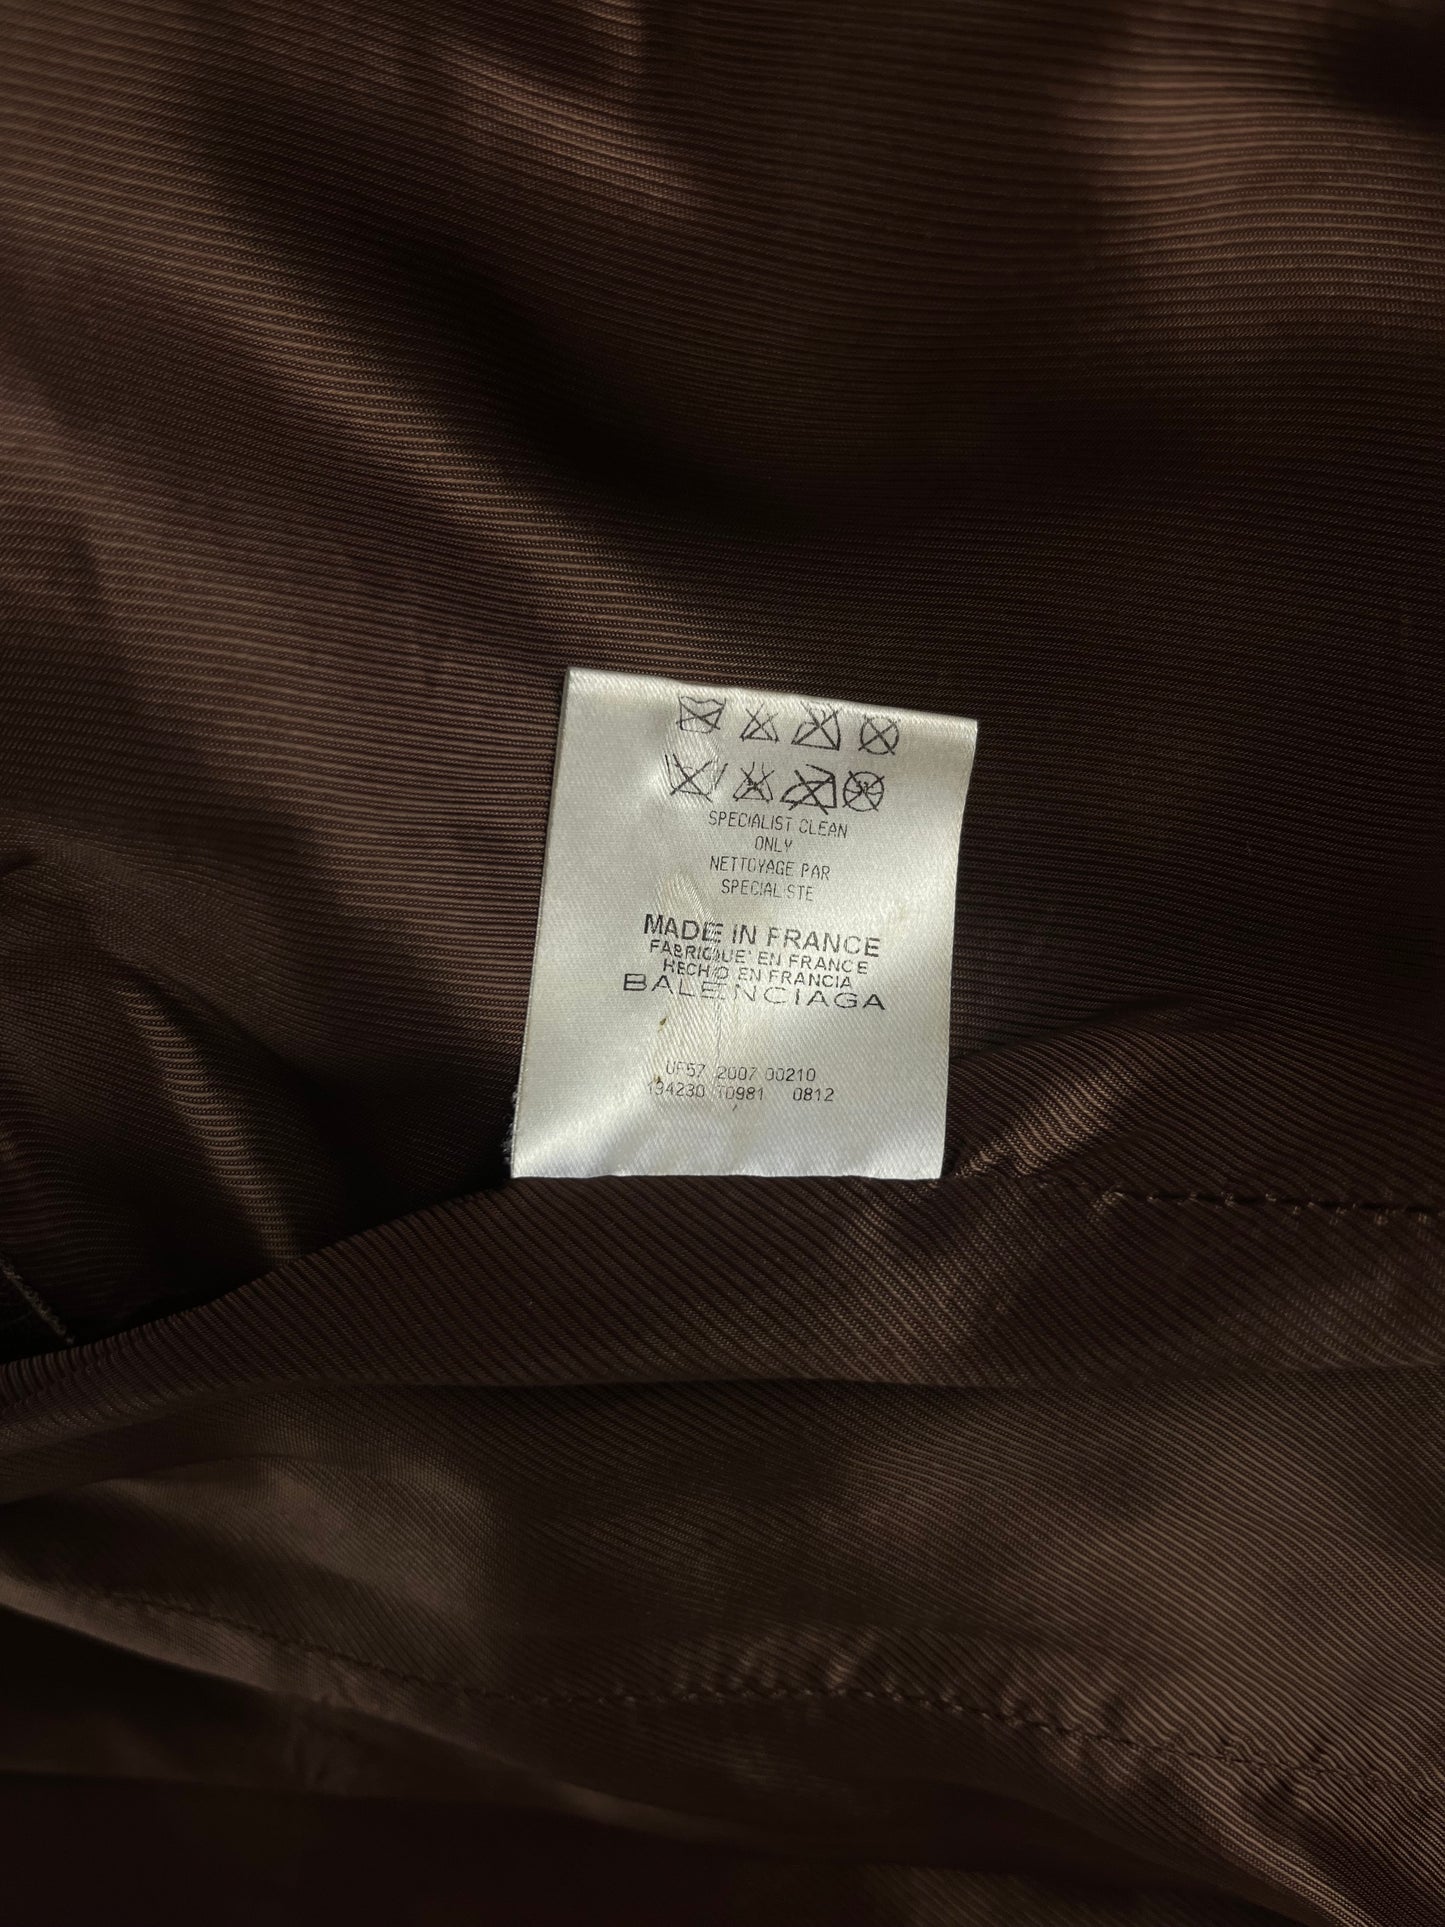 SPECIALIST CLEAN
ONLY
NETTOYAGE PAR
SPECIALISTE
MADE IN FRANCE
FABRIQUE' EN FRANCE
HECHO EN FRANCIA
BALENCIAGA
UF57 2007 00210
194230 T0981 0812